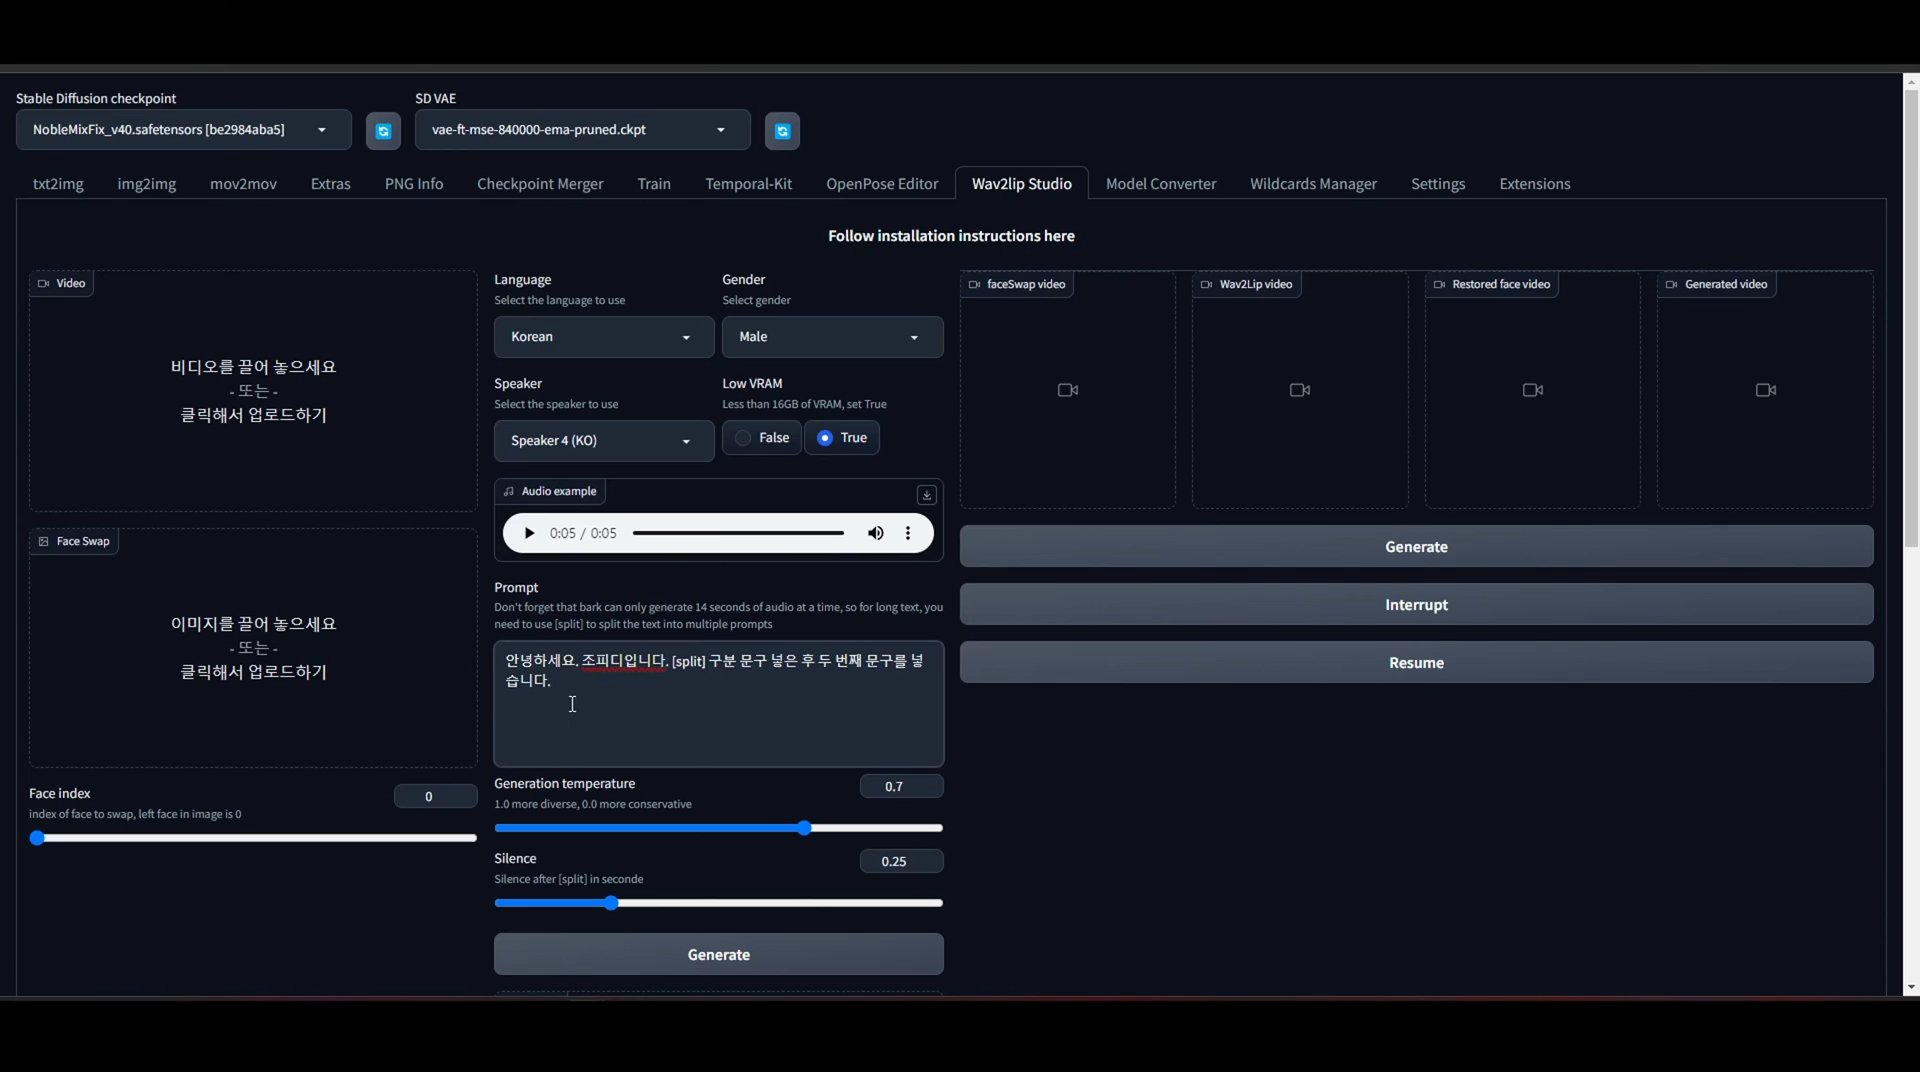 Stable Diffusion checkpoint
SD VAE
NobleMixFix_v40.safetensors [be2984aba5]
vae-ft-mse-840000-ema-pruned.ckpt
txt2img img2img mov2mov Extras PNG Info Checkpoint Merger Train Temporal-Kit OpenPose Editor Wav2lip Studio Model Converter Wildcards Manager Settings Extensions
Follow installation instructions here
Video
비디오를 끌어 놓으세요
- 또는 -
클릭해서 업로드하기
Face Swap
이미지를 끌어 놓으세요
- 또는 -
클릭해서 업로드하기
Face index
0
index of face to swap, left face in image is 0
Language
Select the language to use
Korean
Gender
Select gender
Male
Speaker
Select the speaker to use
Speaker 4 (KO)
Low VRAM
Less than 16GB of VRAM, set True
False
True
Audio example
0:05 / 0:05
Prompt
Don't forget that bark can only generate 14 seconds of audio at a time, so for long text, you
need to use [split] to split the text into multiple prompts
안녕하세요. 조피디입니다. [split] 구분 문구 넣은 후 두 번째 문구를 넣
습니다.
Generation temperature
0.7
1.0 more diverse, 0.0 more conservative
Silence
0.25
Silence after [split] in seconde
Generate
faceSwap video
Wav2Lip video
Restored face video
Generated video
Generate
Interrupt
Resume